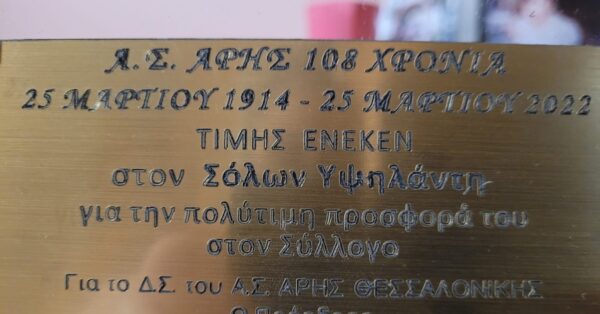 Α.Σ. ΑΡΗΣ 108 ΧΡΟΝΙΑ
25 ΜΑΡΤΙΟΥ 1914 - 25 ΜΑΡΤΙΟΥ 2022
ΤΙΜΗΣ ΕΝΕΚΕΝ
στον Σόλων Υψηλάντη
για την πολύτιμη προσφορά του
στον Σύλλογο
Για το Δ.Σ. του Α.Σ. ΑΡΗΣ ΘΕΣΣΑΛΟΝΙΚΗΣ